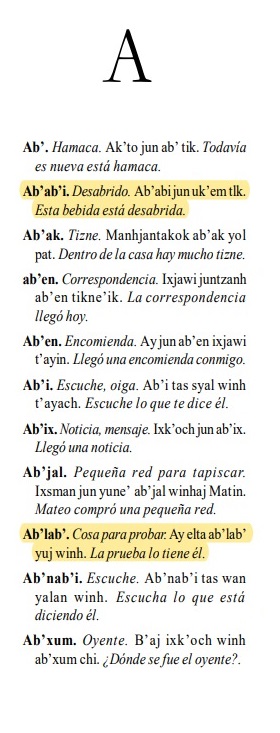 A
Ab’. Hamaca. Ak’to jun ab’ tik. Todavía
es nueva está hamaca.
Ab’ab’i. Desabrido. Ab’abi jun uk’em tlk.
Esta bebida está desabrida.
Ab’ak. Tizne. Manhjantakok ab’ak yol
pat. Dentro de la casa hay mucho tizne.
ab’en. Correspondencia. Ixjawi juntzanh
ab’en tikne’ik. La correspondencia
llegó hoy.
Ab’en. Encomienda. Ay jun ab’en ixjawi
t’ayin. Llegó una encomienda conmigo.
Ab’i. Escuche, oiga. Ab’i tas syal winh
t’ayach. Escuche lo que te dice él.
Ab’ix. Noticia, mensaje. Ixk’och jun ab’ix.
Llegó una noticia.
Ab’jal. Pequeña red para tapiscar.
Ixsman jun yune’ ab’jal winhaj Matin.
Mateo compró una pequeña red.
Ab’lab’. Cosa para probar. Ay elta ab’lab’
yuj winh. La prueba lo tiene él.
Ab’nab’i. Escuche. Ab’nab’i tas wan
yalan winh. Escucha lo que está
diciendo él.
Ab’xum. Oyente. B’aj ixk’och winh
ab’xum chi. ¿Dónde se fue el oyente?.